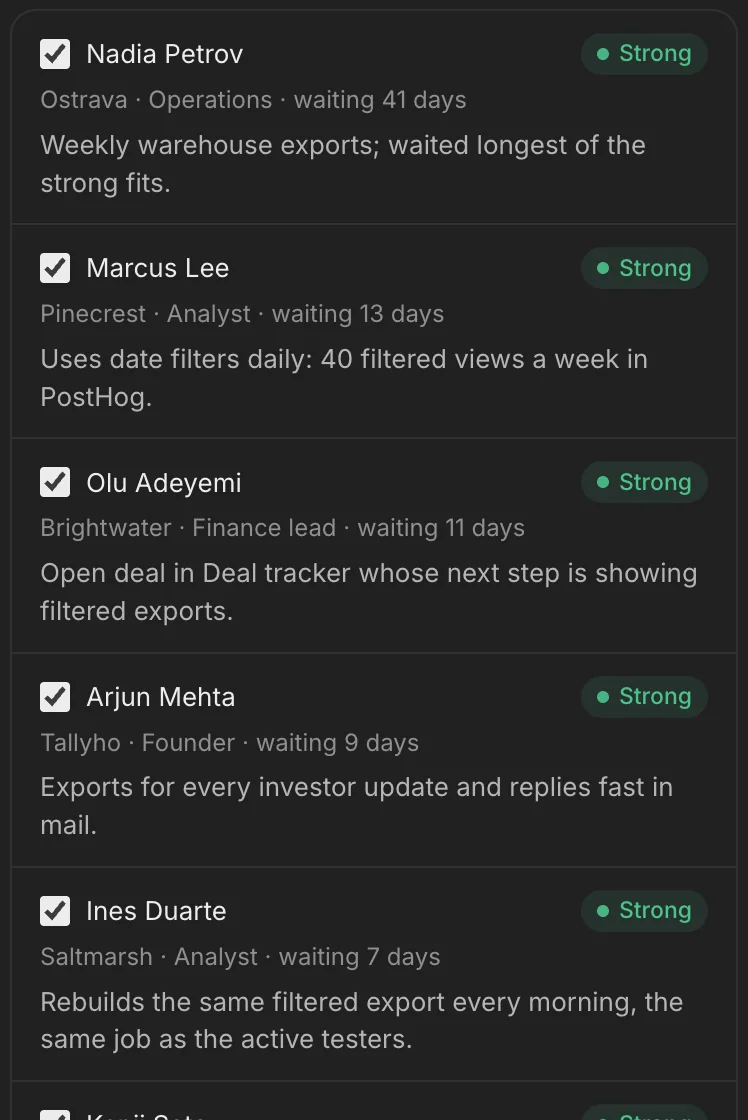 Nadia Petrov
Strong
Ostrava · Operations · waiting 41 days
Weekly warehouse exports; waited longest of the
strong fits.
Marcus Lee
Strong
Pinecrest · Analyst · waiting 13 days
Uses date filters daily: 40 filtered views a week in
PostHog.
Olu Adeyemi
Strong
Brightwater · Finance lead · waiting 11 days
Open deal in Deal tracker whose next step is showing
filtered exports.
Arjun Mehta
Strong
Tallyho · Founder · waiting 9 days
Exports for every investor update and replies fast in
mail.
Ines Duarte
Strong
Saltmarsh · Analyst · waiting 7 days
Rebuilds the same filtered export every morning, the
same job as the active testers.